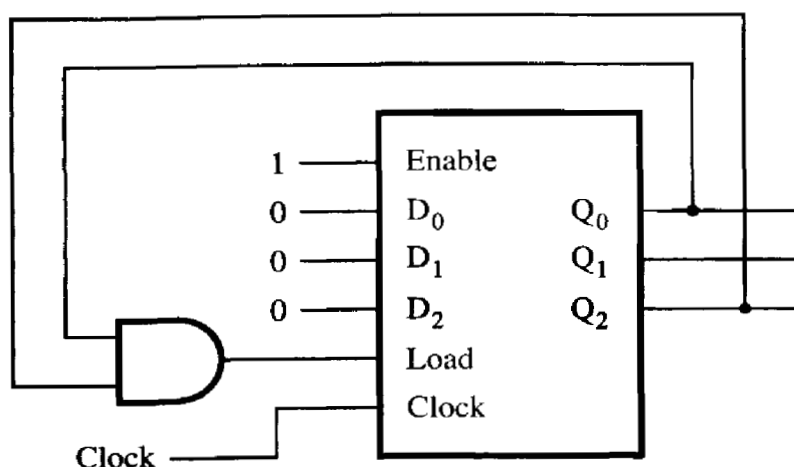 1 Enable
0 D0 Q0
0 D1 Q1
0 D2 Q2
Load
Clock
Clock